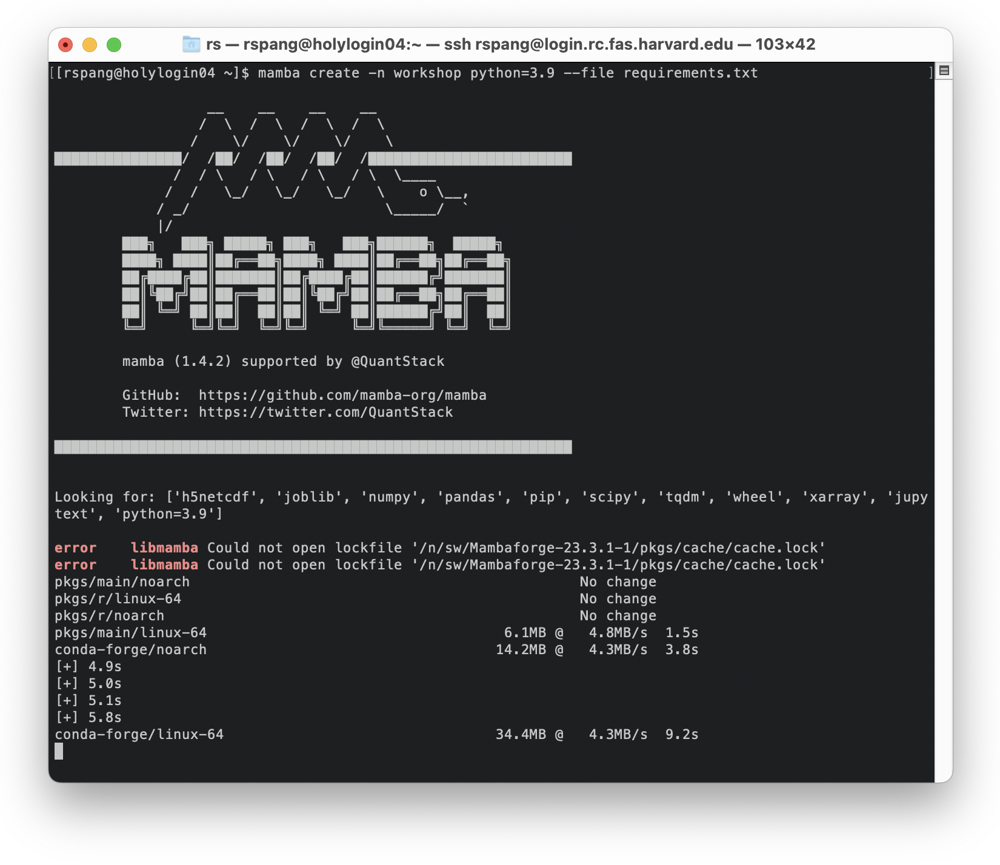 rs — rspang@holylogin04:~ — ssh rspang@login.rc.fas.harvard.edu — 103×42
[[rspang@holylogin04 ~]$ mamba create -n workshop python=3.9 --file requirements.txt ]
MAMBA
mamba (1.4.2) supported by @QuantStack
GitHub:  https://github.com/mamba-org/mamba
Twitter: https://twitter.com/QuantStack
Looking for: ['h5netcdf', 'joblib', 'numpy', 'pandas', 'pip', 'scipy', 'tqdm', 'wheel', 'xarray', 'jupy
text', 'python=3.9']
error    libmamba Could not open lockfile '/n/sw/Mambaforge-23.3.1-1/pkgs/cache/cache.lock'
error    libmamba Could not open lockfile '/n/sw/Mambaforge-23.3.1-1/pkgs/cache/cache.lock'
pkgs/main/noarch                                              No change
pkgs/r/linux-64                                               No change
pkgs/r/noarch                                                 No change
pkgs/main/linux-64                                   6.1MB @   4.8MB/s  1.5s
conda-forge/noarch                                  14.2MB @   4.3MB/s  3.8s
[+] 4.9s
[+] 5.0s
[+] 5.1s
[+] 5.8s
conda-forge/linux-64                                34.4MB @   4.3MB/s  9.2s